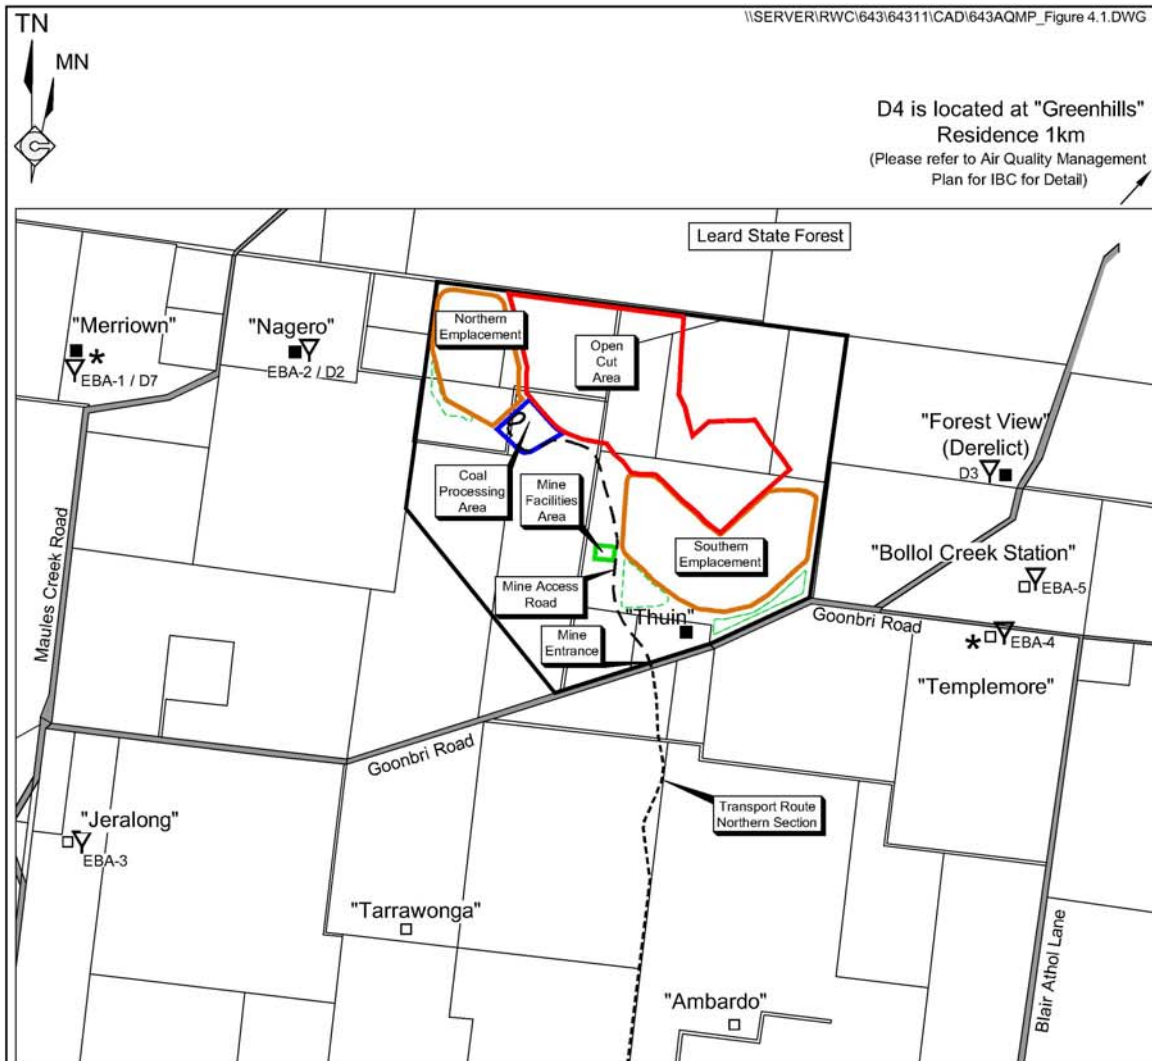 \\SERVER\RWC\643\64311\CAD\643AQMP_Figure 4.1.DWG
TN
MN
D4 is located at "Greenhills"
Residence 1km
(Please refer to Air Quality Management
Plan for IBC for Detail)
Leard State Forest
"Merriown"
*
EBA-1 / D7
"Nagero"
EBA-2 / D2
Northern
Emplacement
Open
Cut
Area
"Forest View"
(Derelict)
D3
Coal
Processing
Area
Mine
Facilities
Area
Southern
Emplacement
"Bollol Creek Station"
EBA-5
Mine Access
Road
"Thuin"
Mine
Entrance
Goonbri Road
*
EBA-4
"Templemore"
Maules Creek Road
Goonbri Road
Transport Route
Northern Section
"Jeralong"
EBA-3
"Tarrawonga"
"Ambardo"
Blair Athol Lane